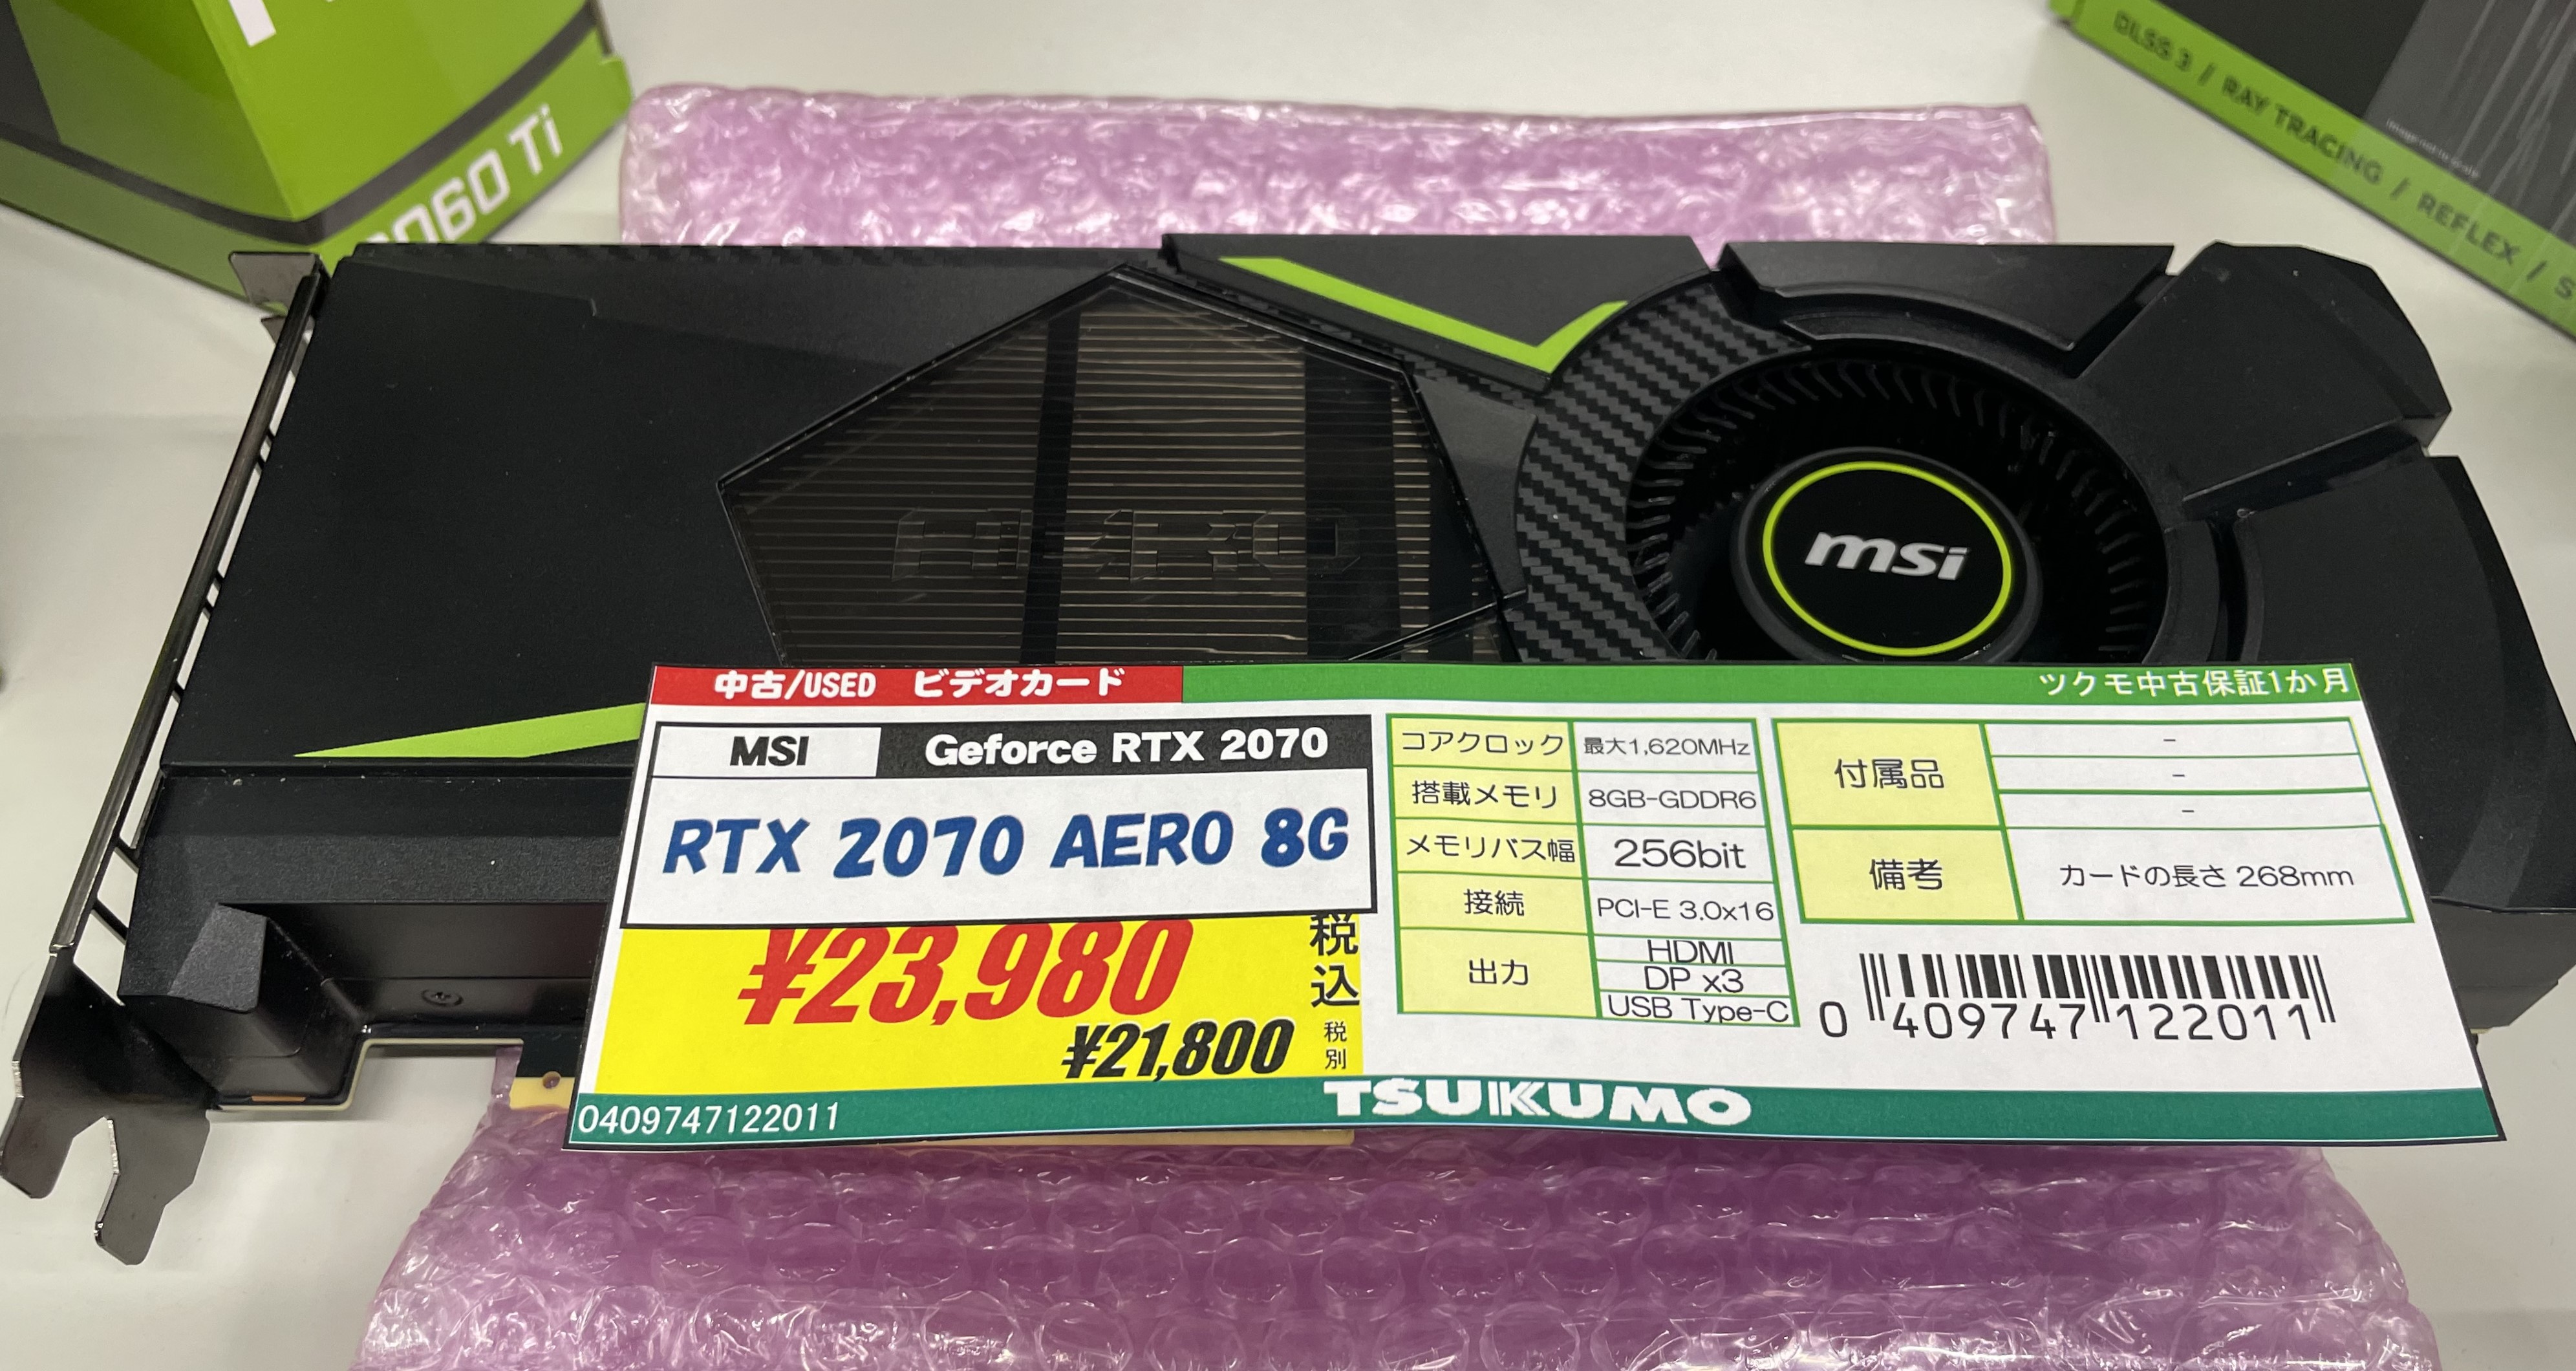 060 Ti
DLSS 3 / RAY TRACING / REFLEX / S
AERO
msi
中古/USED ビデオカード
ツクモ中古保証1か月
MSI
Geforce RTX 2070
RTX 2070 AERO 8G
¥23,980
税込
¥21,800
税別
コアクロック 最大1,620MHz
搭載メモリ 8GB-GDDR6
メモリバス幅 256bit
接続 PCI-E 3.0x16
出力
HDMI
DP x3
USB Type-C
付属品
-
-
-
備考 カードの長さ 268mm
0 409747 122011
0409747122011
TSUKUMO